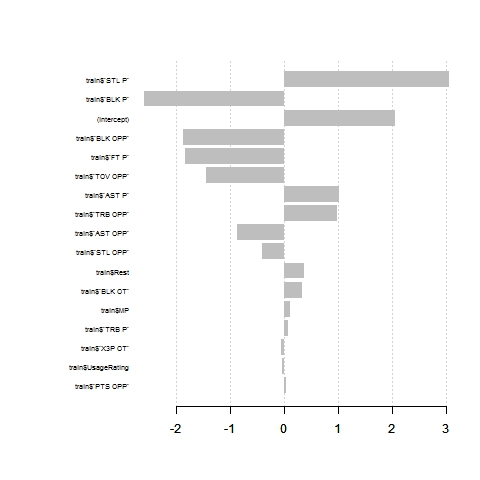 train$`STL P`
train$`BLK P`
(Intercept)
train$`BLK OPP`
train$`FT P`
train$`TOV OPP`
train$`AST P`
train$`TRB OPP`
train$`AST OPP`
train$`STL OPP`
train$Rest
train$`BLK OT`
train$MP
train$`TRB P`
train$`X3P OT`
train$UsageRating
train$`PTS OPP`
-2 -1 0 1 2 3